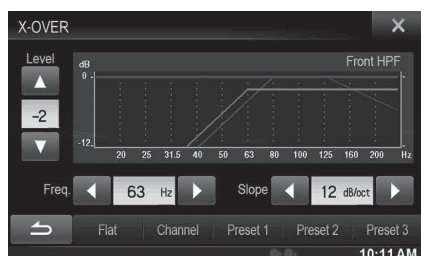 X-OVER
Level
dB
Front HPF
0
-2
-12
20 25 31.5 40 50 63 80 100 125 160 200 Hz
Freq. 63 Hz Slope 12 dB/oct
Flat Channel Preset 1 Preset 2 Preset 3
10:11 AM